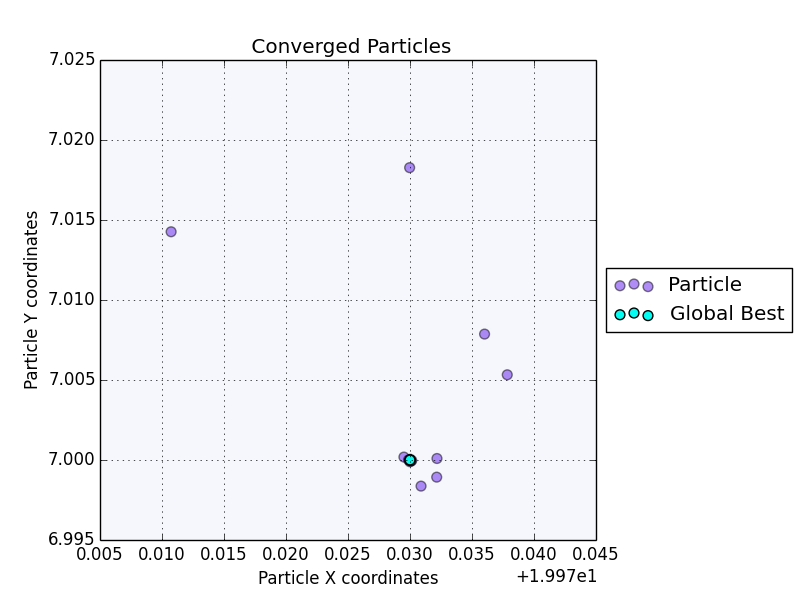 Converged Particles
7.025
7.020
7.015
7.010
7.005
7.000
6.995
Particle Y coordinates
0.005 0.010 0.015 0.020 0.025 0.030 0.035 0.040 0.045
Particle X coordinates
+1.997e1
Particle
Global Best